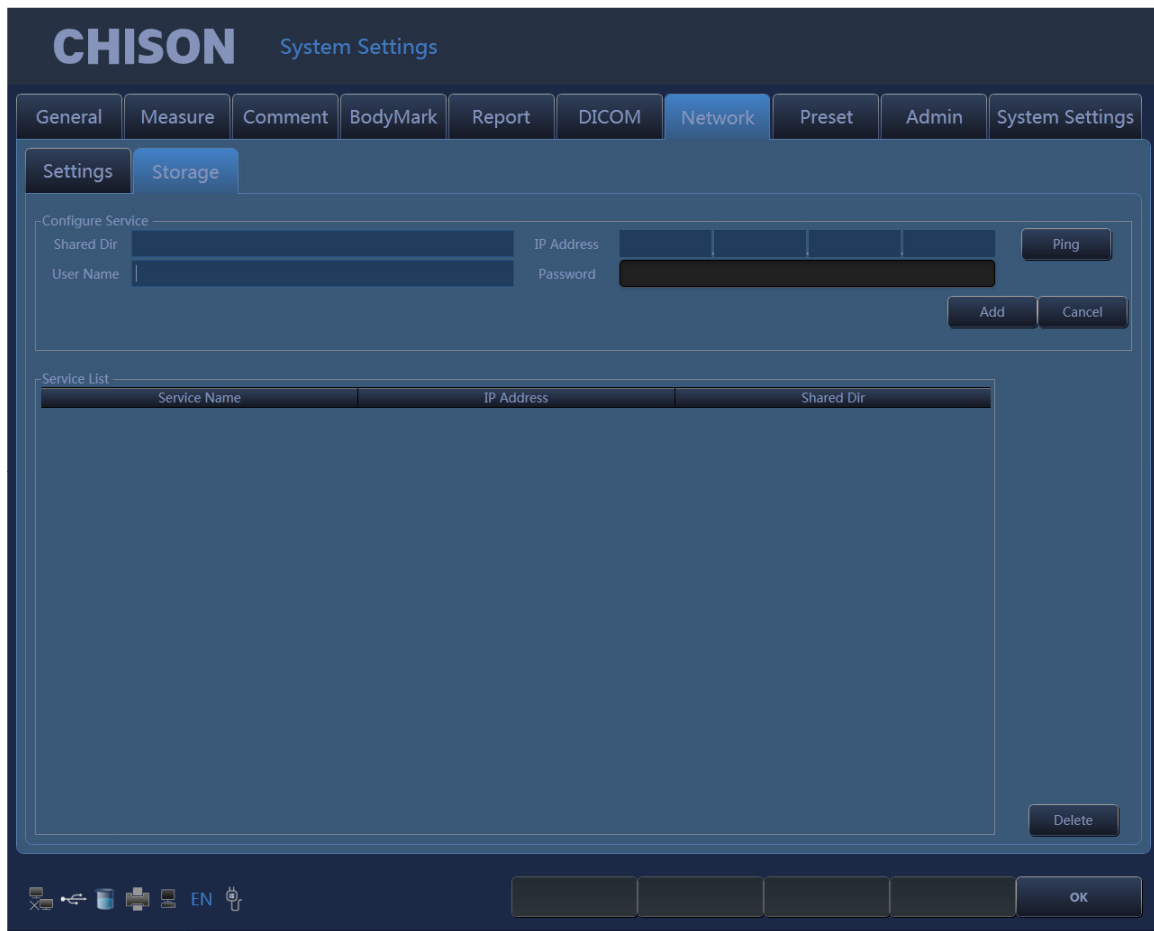 CHISON System Settings
General Measure Comment BodyMark Report DICOM Network Preset Admin System Settings
Settings Storage
Configure Service
Shared Dir IP Address . . . Ping
User Name Password
Add Cancel
Service List
Service Name IP Address Shared Dir
Delete
EN OK